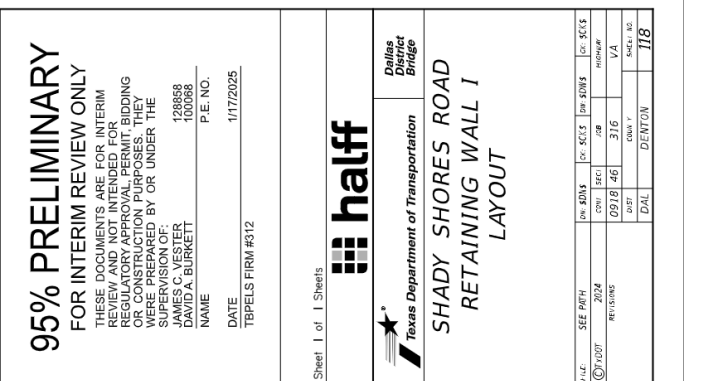 95% PRELIMINARY
FOR INTERIM REVIEW ONLY
THESE DOCUMENTS ARE FOR INTERIM
REVIEW AND NOT INTENDED FOR
REGULATORY APPROVAL, PERMIT, BIDDING
OR CONSTRUCTION PURPOSES. THEY
WERE PREPARED BY OR UNDER THE
SUPERVISION OF:
JAMES C. VESTER 128858
DAVID A. BURKETT 100068
NAME P.E. NO.
DATE 1/17/2025
TBPELS FIRM #312
Sheet 1 of 1 Sheets
halff
Texas Department of Transportation
Dallas
District
Bridge
SHADY SHORES ROAD
RETAINING WALL 1
LAYOUT
FILE: SEE PATH DN: $DN$ CK: $CK$ DW: $DW$ CK: $CK$
©TxDOT 2024 CONT SECT JOB HIGHWAY
REVISIONS 0918 46 316 VA
DIST COUNTY SHEET NO.
DAL DENTON 118